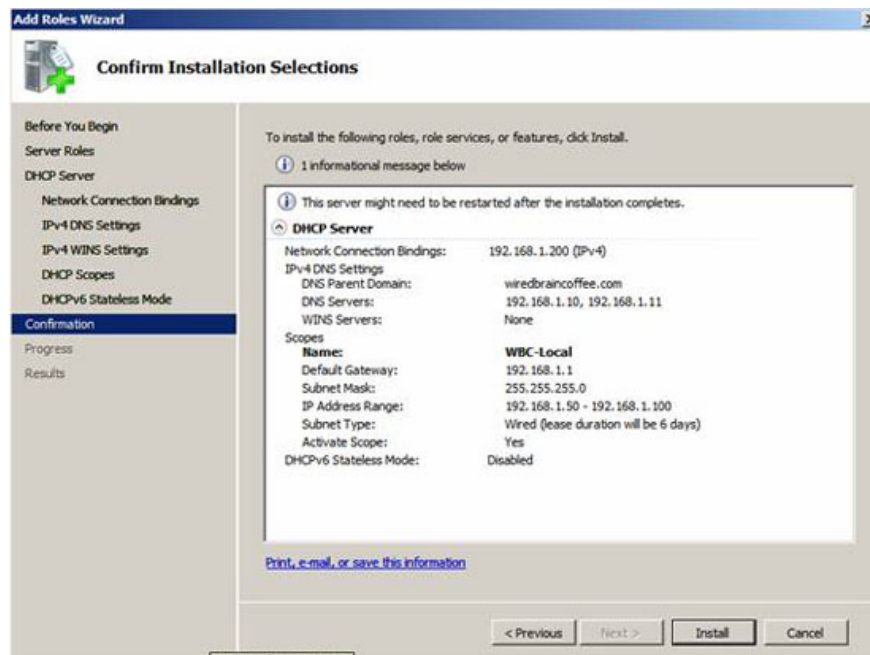 Add Roles Wizard
Confirm Installation Selections
Before You Begin
Server Roles
DHCP Server
Network Connection Bindings
IPv4 DNS Settings
IPv4 WINS Settings
DHCP Scopes
DHCPv6 Stateless Mode
Confirmation
Progress
Results
To install the following roles, role services, or features, click Install.
1 informational message below
This server might need to be restarted after the installation completes.
DHCP Server
Network Connection Bindings: 192.168.1.200 (IPv4)
IPv4 DNS Settings
DNS Parent Domain: wiredbraincoffee.com
DNS Servers: 192.168.1.10, 192.168.1.11
WINS Servers: None
Scopes
Name: WBC-Local
Default Gateway: 192.168.1.1
Subnet Mask: 255.255.255.0
IP Address Range: 192.168.1.50 - 192.168.1.100
Subnet Type: Wired (lease duration will be 6 days)
Activate Scope: Yes
DHCPv6 Stateless Mode: Disabled
Print, e-mail, or save this information
< Previous Next > Install Cancel